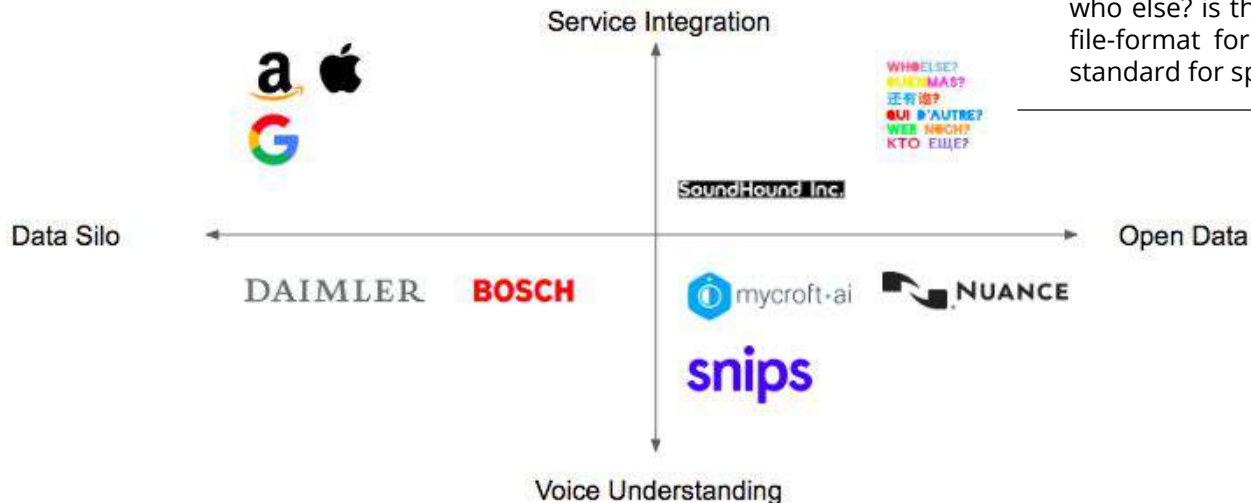 Service Integration
who else? is th
file-format for
standard for sp
a
WHOELSE?
QUIENMAS?
还有谁?
QUI D'AUTRE?
WER NOCH?
КТО ЕЩЕ?
SoundHound Inc.
Data Silo
Open Data
DAIMLER
BOSCH
mycroft·ai
NUANCE
snips
Voice Understanding